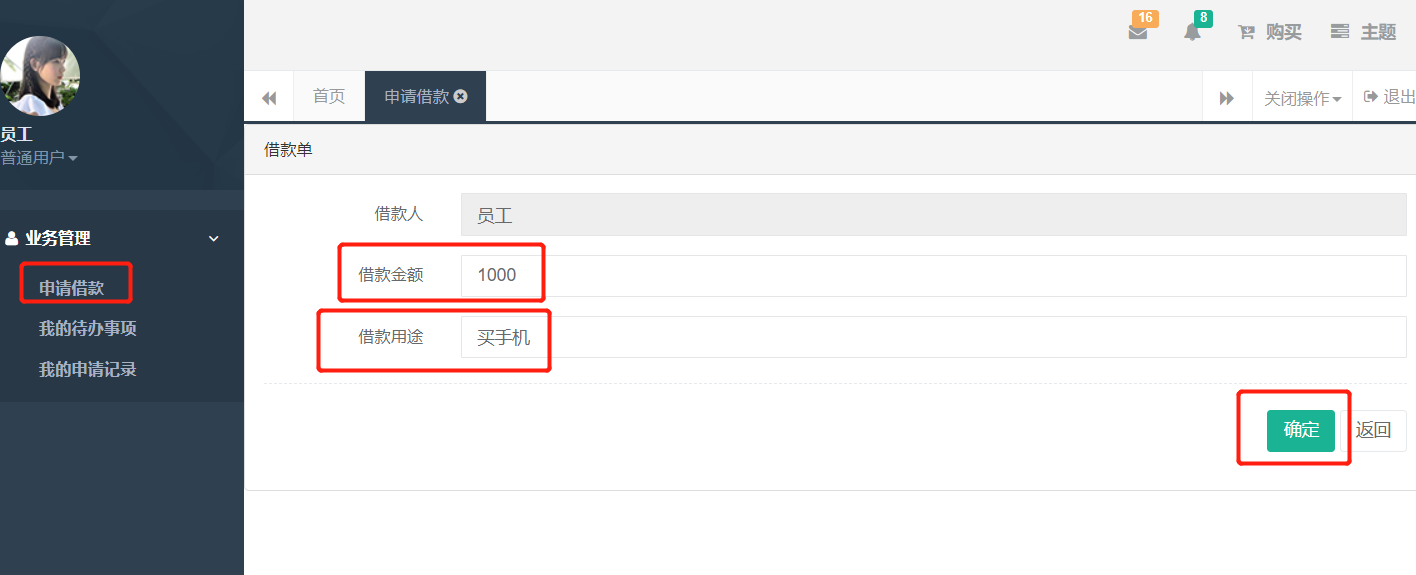 16
8
购买
主题
员工
普通用户
首页
申请借款
关闭操作
退出
借款单
借款人
员工
业务管理
申请借款
我的待办事项
我的申请记录
借款金额
1000
借款用途
买手机
确定
返回